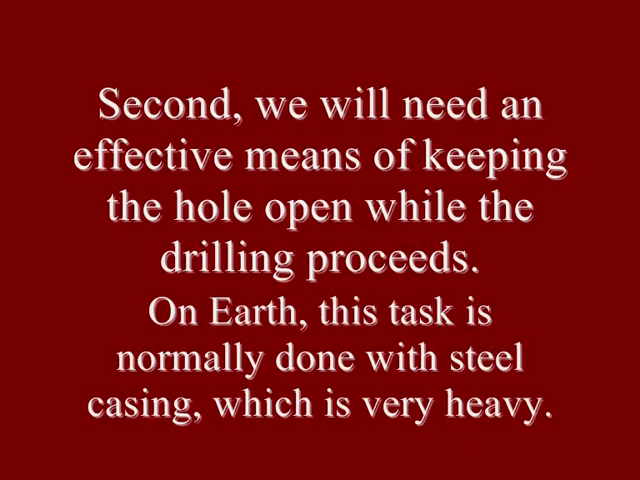 Second, we will need an
effective means of keeping
the hole open while the
drilling proceeds.
On Earth, this task is
normally done with steel
casing, which is very heavy.